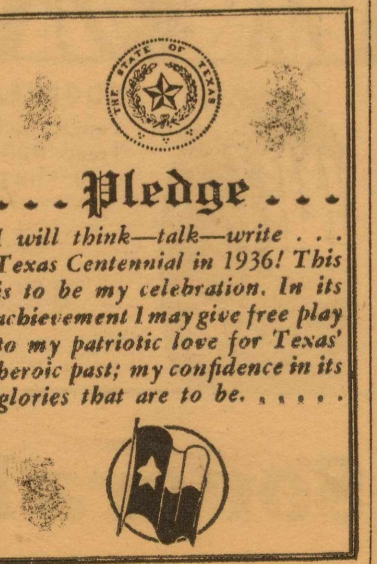 THE STATE OF TEXAS
. . . Pledge . . .
I will think—talk—write . . .
Texas Centennial in 1936! This
is to be my celebration. In its
achievement I may give free play
to my patriotic love for Texas'
heroic past; my confidence in its
glories that are to be. . . . . .